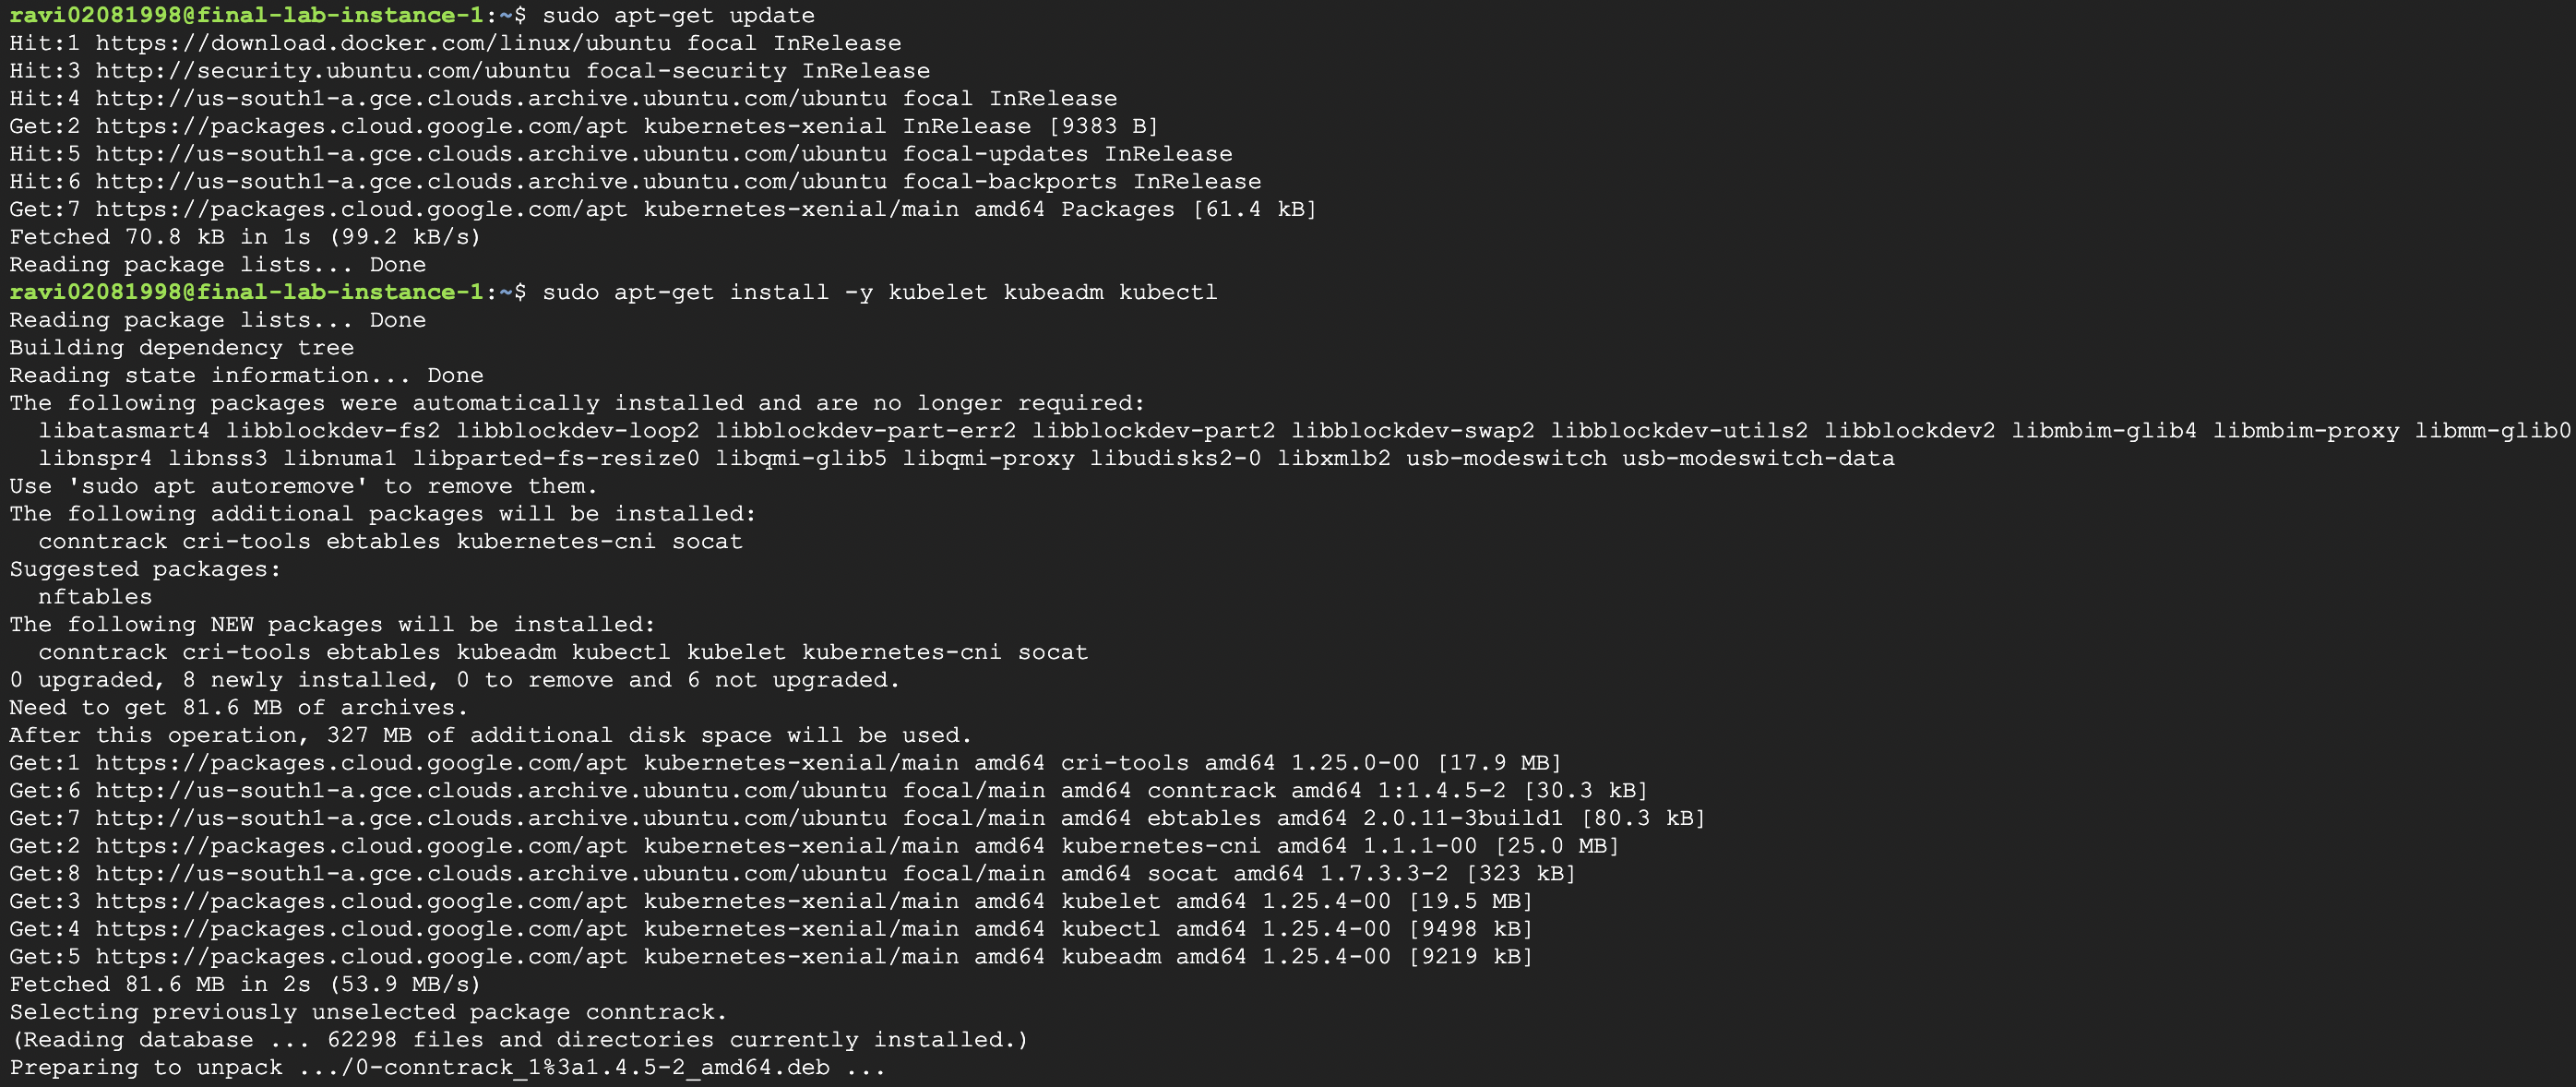 ravi02081998@final-lab-instance-1:~$ sudo apt-get update
Hit:1 https://download.docker.com/linux/ubuntu focal InRelease
Hit:3 http://security.ubuntu.com/ubuntu focal-security InRelease
Hit:4 http://us-south1-a.gce.clouds.archive.ubuntu.com/ubuntu focal InRelease
Get:2 https://packages.cloud.google.com/apt kubernetes-xenial InRelease [9383 B]
Hit:5 http://us-south1-a.gce.clouds.archive.ubuntu.com/ubuntu focal-updates InRelease
Hit:6 http://us-south1-a.gce.clouds.archive.ubuntu.com/ubuntu focal-backports InRelease
Get:7 https://packages.cloud.google.com/apt kubernetes-xenial/main amd64 Packages [61.4 kB]
Fetched 70.8 kB in 1s (99.2 kB/s)
Reading package lists... Done
ravi02081998@final-lab-instance-1:~$ sudo apt-get install -y kubelet kubeadm kubectl
Reading package lists... Done
Building dependency tree
Reading state information... Done
The following packages were automatically installed and are no longer required:
  libatasmart4 libblockdev-fs2 libblockdev-loop2 libblockdev-part-err2 libblockdev-part2 libblockdev-swap2 libblockdev-utils2 libblockdev2 libmbim-glib4 libmbim-proxy libmm-glib0
  libnspr4 libnss3 libnuma1 libparted-fs-resize0 libqmi-glib5 libqmi-proxy libudisks2-0 libxmlb2 usb-modeswitch usb-modeswitch-data
Use 'sudo apt autoremove' to remove them.
The following additional packages will be installed:
  conntrack cri-tools ebtables kubernetes-cni socat
Suggested packages:
  nftables
The following NEW packages will be installed:
  conntrack cri-tools ebtables kubeadm kubectl kubelet kubernetes-cni socat
0 upgraded, 8 newly installed, 0 to remove and 6 not upgraded.
Need to get 81.6 MB of archives.
After this operation, 327 MB of additional disk space will be used.
Get:1 https://packages.cloud.google.com/apt kubernetes-xenial/main amd64 cri-tools amd64 1.25.0-00 [17.9 MB]
Get:6 http://us-south1-a.gce.clouds.archive.ubuntu.com/ubuntu focal/main amd64 conntrack amd64 1:1.4.5-2 [30.3 kB]
Get:7 http://us-south1-a.gce.clouds.archive.ubuntu.com/ubuntu focal/main amd64 ebtables amd64 2.0.11-3build1 [80.3 kB]
Get:2 https://packages.cloud.google.com/apt kubernetes-xenial/main amd64 kubernetes-cni amd64 1.1.1-00 [25.0 MB]
Get:8 http://us-south1-a.gce.clouds.archive.ubuntu.com/ubuntu focal/main amd64 socat amd64 1.7.3.3-2 [323 kB]
Get:3 https://packages.cloud.google.com/apt kubernetes-xenial/main amd64 kubelet amd64 1.25.4-00 [19.5 MB]
Get:4 https://packages.cloud.google.com/apt kubernetes-xenial/main amd64 kubectl amd64 1.25.4-00 [9498 kB]
Get:5 https://packages.cloud.google.com/apt kubernetes-xenial/main amd64 kubeadm amd64 1.25.4-00 [9219 kB]
Fetched 81.6 MB in 2s (53.9 MB/s)
Selecting previously unselected package conntrack.
(Reading database ... 62298 files and directories currently installed.)
Preparing to unpack .../0-conntrack_1%3a1.4.5-2_amd64.deb ...